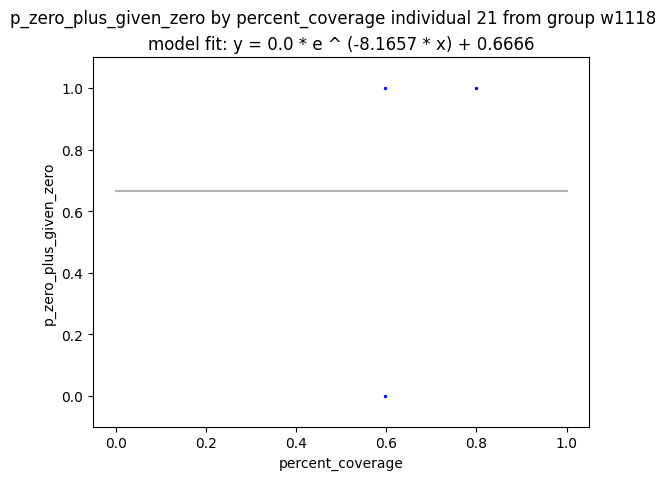 p_zero_plus_given_zero by percent_coverage individual 21 from group w1118
model fit: y = 0.0 * e ^ (-8.1657 * x) + 0.6666
1.0
0.8
0.6
0.4
0.2
0.0
p_zero_plus_given_zero
0.0 0.2 0.4 0.6 0.8 1.0
percent_coverage